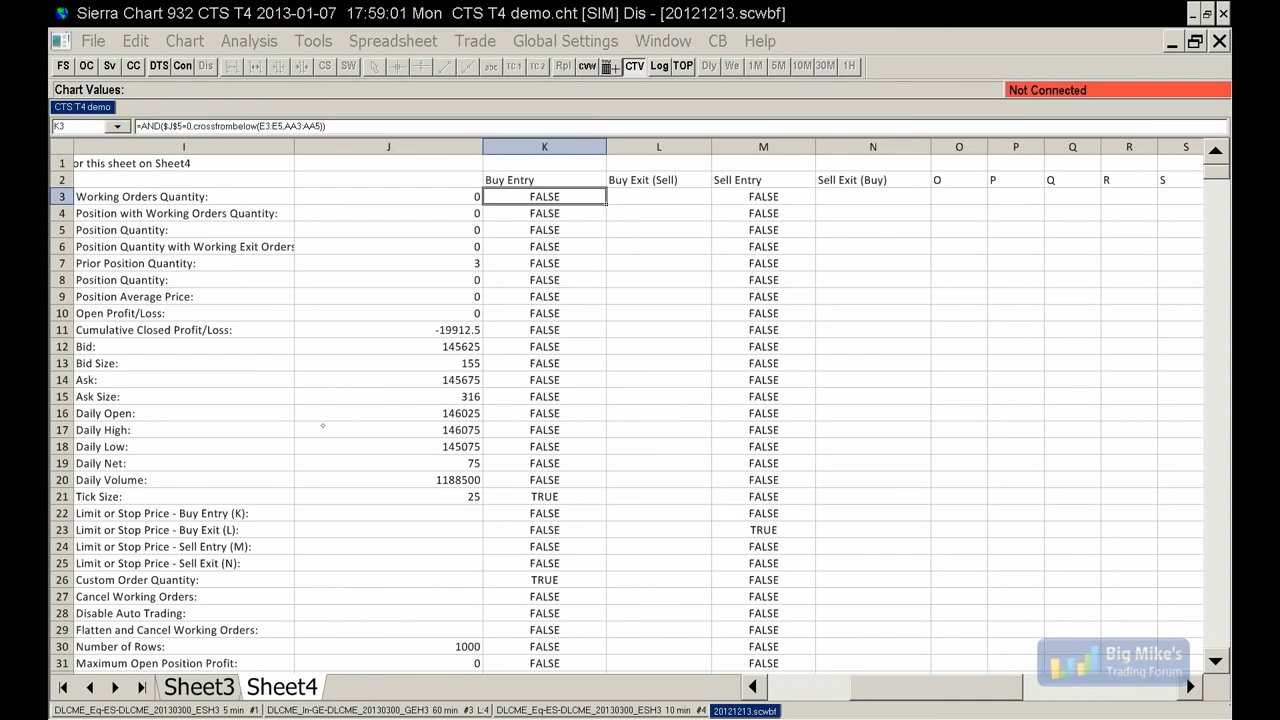 Sierra Chart 932 CTS T4 2013-01-07  17:59:01 Mon  CTS T4 demo.cht [SIM] Dis - [20121213.scwbf]
File Edit Chart Analysis Tools Spreadsheet Trade Global Settings Window CB Help
FS OC Sv CC DTS Con Dis CS SW abc TC 1 TC 2 Rpl CVW CTV Log TOP Dly We 1M 5M 10M 30M 1H
Chart Values: Not Connected
CTS T4 demo
K3 =AND($J$5=0,crossfrombelow(E3:E5,AA3:AA5))
I J K L M N O P Q R S
1 or this sheet on Sheet4
2 Buy Entry Buy Exit (Sell) Sell Entry Sell Exit (Buy) O P Q R S
3 Working Orders Quantity: 0 FALSE FALSE
4 Position with Working Orders Quantity: 0 FALSE FALSE
5 Position Quantity: 0 FALSE FALSE
6 Position Quantity with Working Exit Orders 0 FALSE FALSE
7 Prior Position Quantity: 3 FALSE FALSE
8 Position Quantity: 0 FALSE FALSE
9 Position Average Price: 0 FALSE FALSE
10 Open Profit/Loss: 0 FALSE FALSE
11 Cumulative Closed Profit/Loss: -19912.5 FALSE FALSE
12 Bid: 145625 FALSE FALSE
13 Bid Size: 155 FALSE FALSE
14 Ask: 145675 FALSE FALSE
15 Ask Size: 316 FALSE FALSE
16 Daily Open: 146025 FALSE FALSE
17 Daily High: 146075 FALSE FALSE
18 Daily Low: 145075 FALSE FALSE
19 Daily Net: 75 FALSE FALSE
20 Daily Volume: 1188500 FALSE FALSE
21 Tick Size: 25 TRUE FALSE
22 Limit or Stop Price - Buy Entry (K): FALSE FALSE
23 Limit or Stop Price - Buy Exit (L): FALSE TRUE
24 Limit or Stop Price - Sell Entry (M): FALSE FALSE
25 Limit or Stop Price - Sell Exit (N): FALSE FALSE
26 Custom Order Quantity: TRUE FALSE
27 Cancel Working Orders: FALSE FALSE
28 Disable Auto Trading: FALSE FALSE
29 Flatten and Cancel Working Orders: FALSE FALSE
30 Number of Rows: 1000 FALSE FALSE
31 Maximum Open Position Profit: 0 FALSE FALSE
Big Mike's
Trading Forum
Sheet3 Sheet4
DLCME_Eq-ES-DLCME_20130300_ESH3 5 min #1 DLCME_In-GE-DLCME_20130300_GEH3 60 min #3 L:4 DLCME_Eq-ES-DLCME_20130300_ESH3 10 min #4 20121213.scwbf